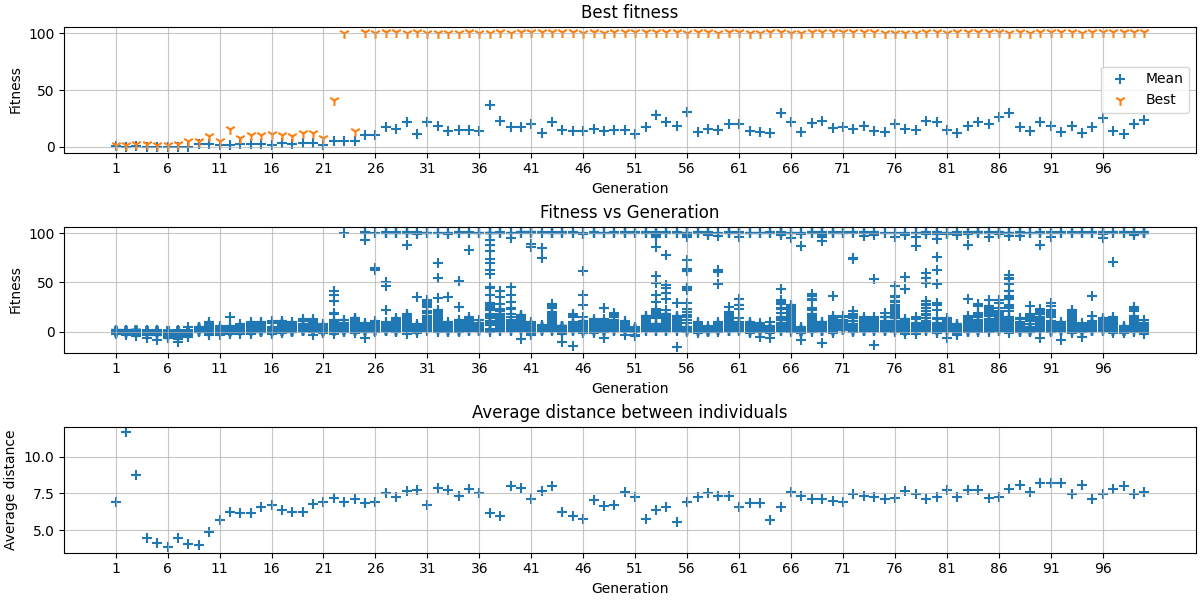 Best fitness
100
50
0
Fitness
Mean
Best
1 6 11 16 21 26 31 36 41 46 51 56 61 66 71 76 81 86 91 96
Generation
Fitness vs Generation
100
50
0
Fitness
1 6 11 16 21 26 31 36 41 46 51 56 61 66 71 76 81 86 91 96
Generation
Average distance between individuals
10.0
7.5
5.0
Average distance
1 6 11 16 21 26 31 36 41 46 51 56 61 66 71 76 81 86 91 96
Generation